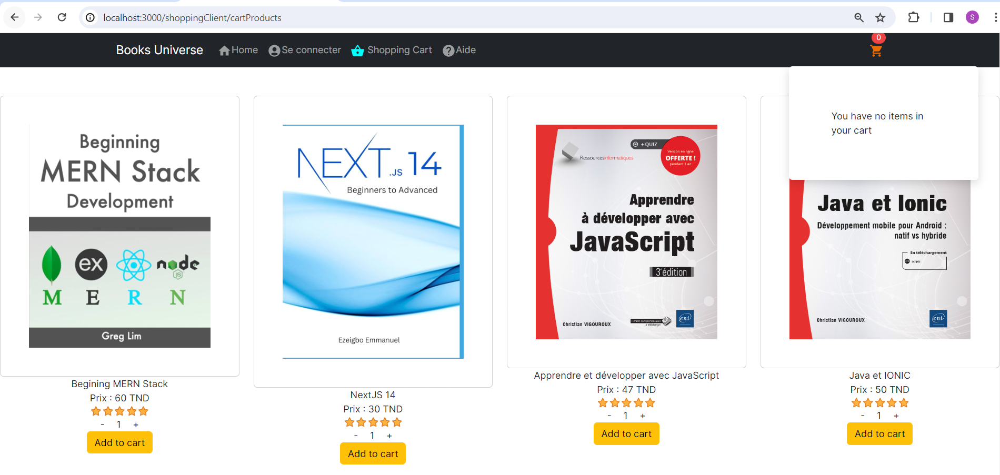 localhost:3000/shoppingClient/cartProducts
S
Books Universe
Home
Se connecter
Shopping Cart
Aide
0
You have no items in
your cart
Beginning
MERN Stack
Development
ex
node
JS
M E R N
Greg Lim
Begining MERN Stack
Prix : 60 TND
- 1 +
Add to cart
NEXT.JS 14
Beginners to Advanced
Ezeigbo Emmanuel
NextJS 14
Prix : 30 TND
- 1 +
Add to cart
+ QUIZ
Version en ligne
OFFERTE !
pendant 1 an
Ressourcesinformatiques
Apprendre
à développer avec
JavaScript
3e édition
Christian VIGOUROUX
Fichiers complémentaires
à télécharger
eni
Apprendre et développer avec JavaScript
Prix : 47 TND
- 1 +
Add to cart
Java et Ionic
Développement mobile pour Android :
natif vs hybride
En téléchargement
scripts
Christian VIGOUROUX
eni
Java et IONIC
Prix : 50 TND
- 1 +
Add to cart